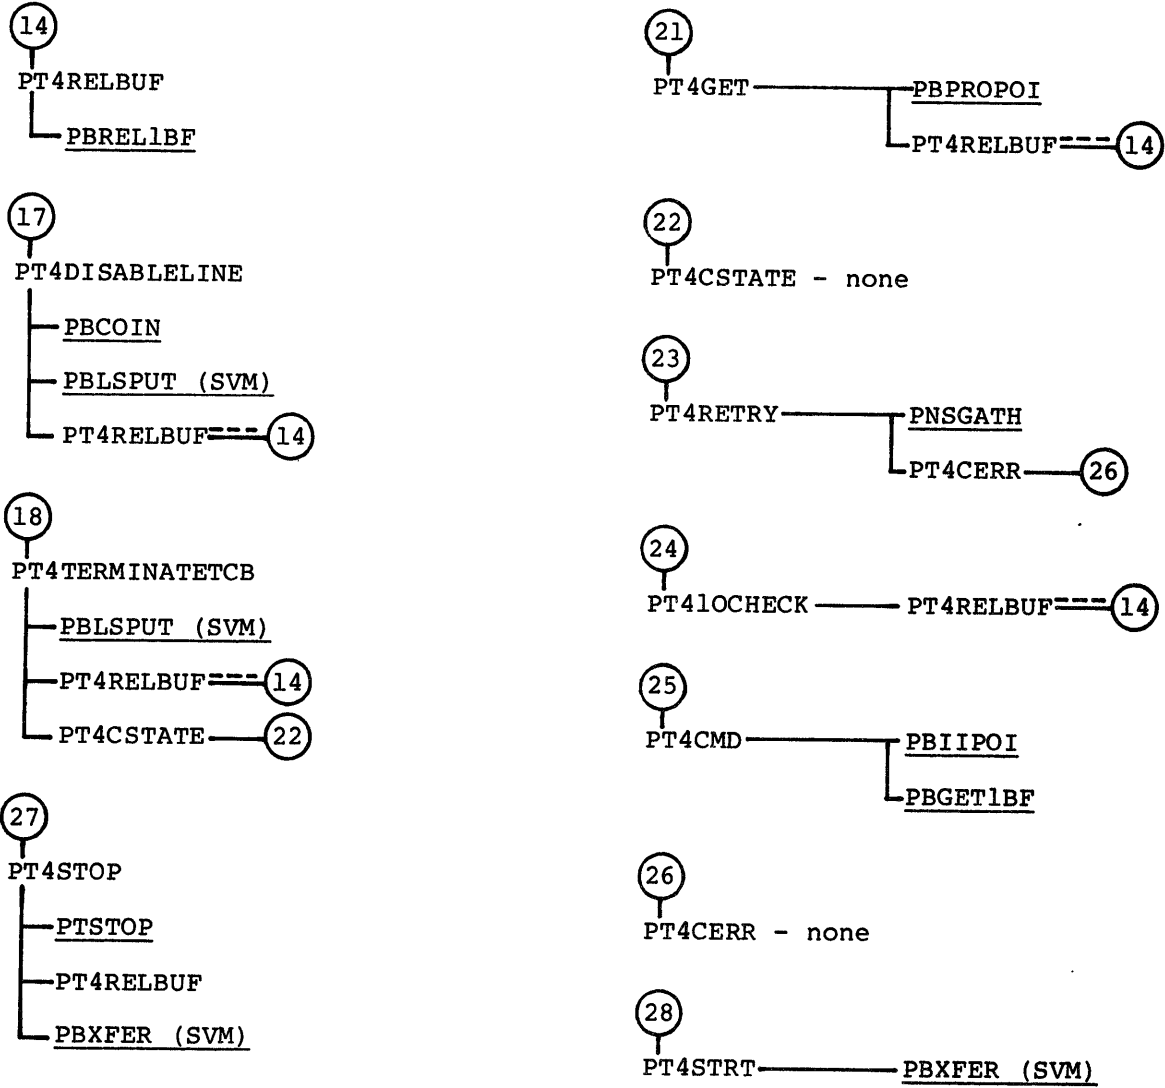 14
PT4RELBUF
PBREL1BF
17
PT4DISABLELINE
PBCOIN
PBLSPUT (SVM)
PT4RELBUF 14
18
PT4TERMINATETCB
PBLSPUT (SVM)
PT4RELBUF 14
PT4CSTATE 22
27
PT4STOP
PTSTOP
PT4RELBUF
PBXFER (SVM)
21
PT4GET PBPROPOI
PT4RELBUF 14
22
PT4CSTATE - none
23
PT4RETRY PNSGATH
PT4CERR 26
24
PT4lOCHECK PT4RELBUF 14
25
PT4CMD PBIIPOI
PBGET1BF
26
PT4CERR - none
28
PT4STRT PBXFER (SVM)